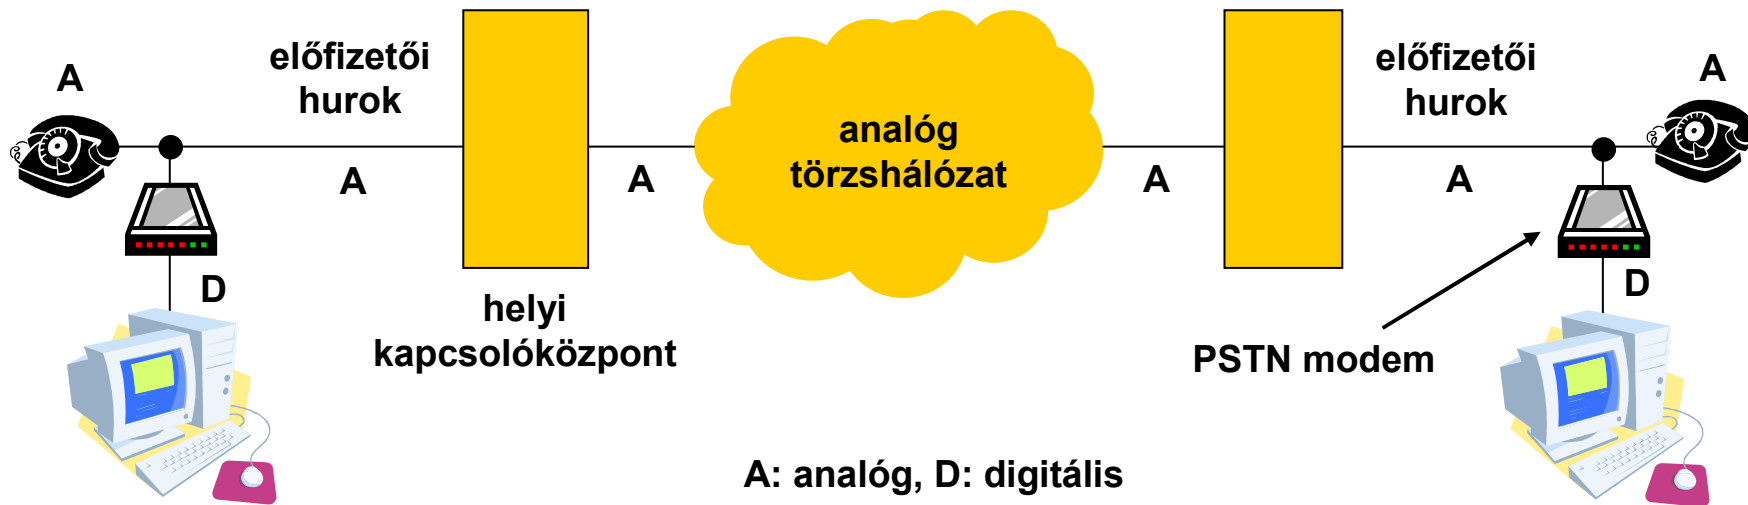 A
előfizetői
hurok
A
helyi
kapcsolóközpont
D
A
analóg
törzshálózat
A
előfizetői
hurok
A
A
D
PSTN modem
A: analóg, D: digitális